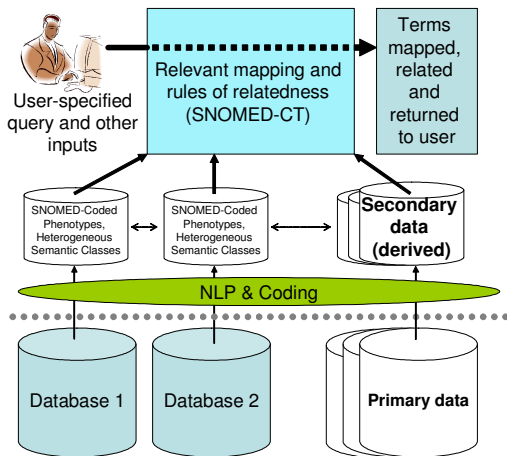 User-specified
query and other
inputs
Relevant mapping and
rules of relatedness
(SNOMED-CT)
Terms
mapped,
related
and
returned
to user
SNOMED-Coded
Phenotypes,
Heterogeneous
Semantic Classes
SNOMED-Coded
Phenotypes,
Heterogeneous
Semantic Classes
Secondary
data
(derived)
NLP & Coding
Database 1
Database 2
Primary data